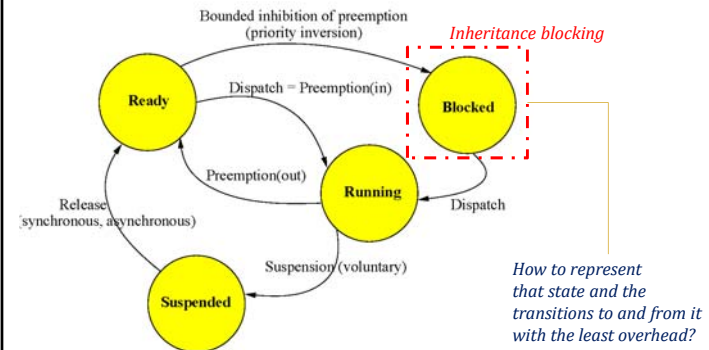 Bounded inhibition of preemption
(priority inversion)
Inheritance blocking
Ready
Dispatch = Preemption(in)
Blocked
Preemption(out)
Running
Dispatch
Release
synchronous, asynchronous)
Suspension (voluntary)
Suspended
How to represent
that state and the
transitions to and from it
with the least overhead?